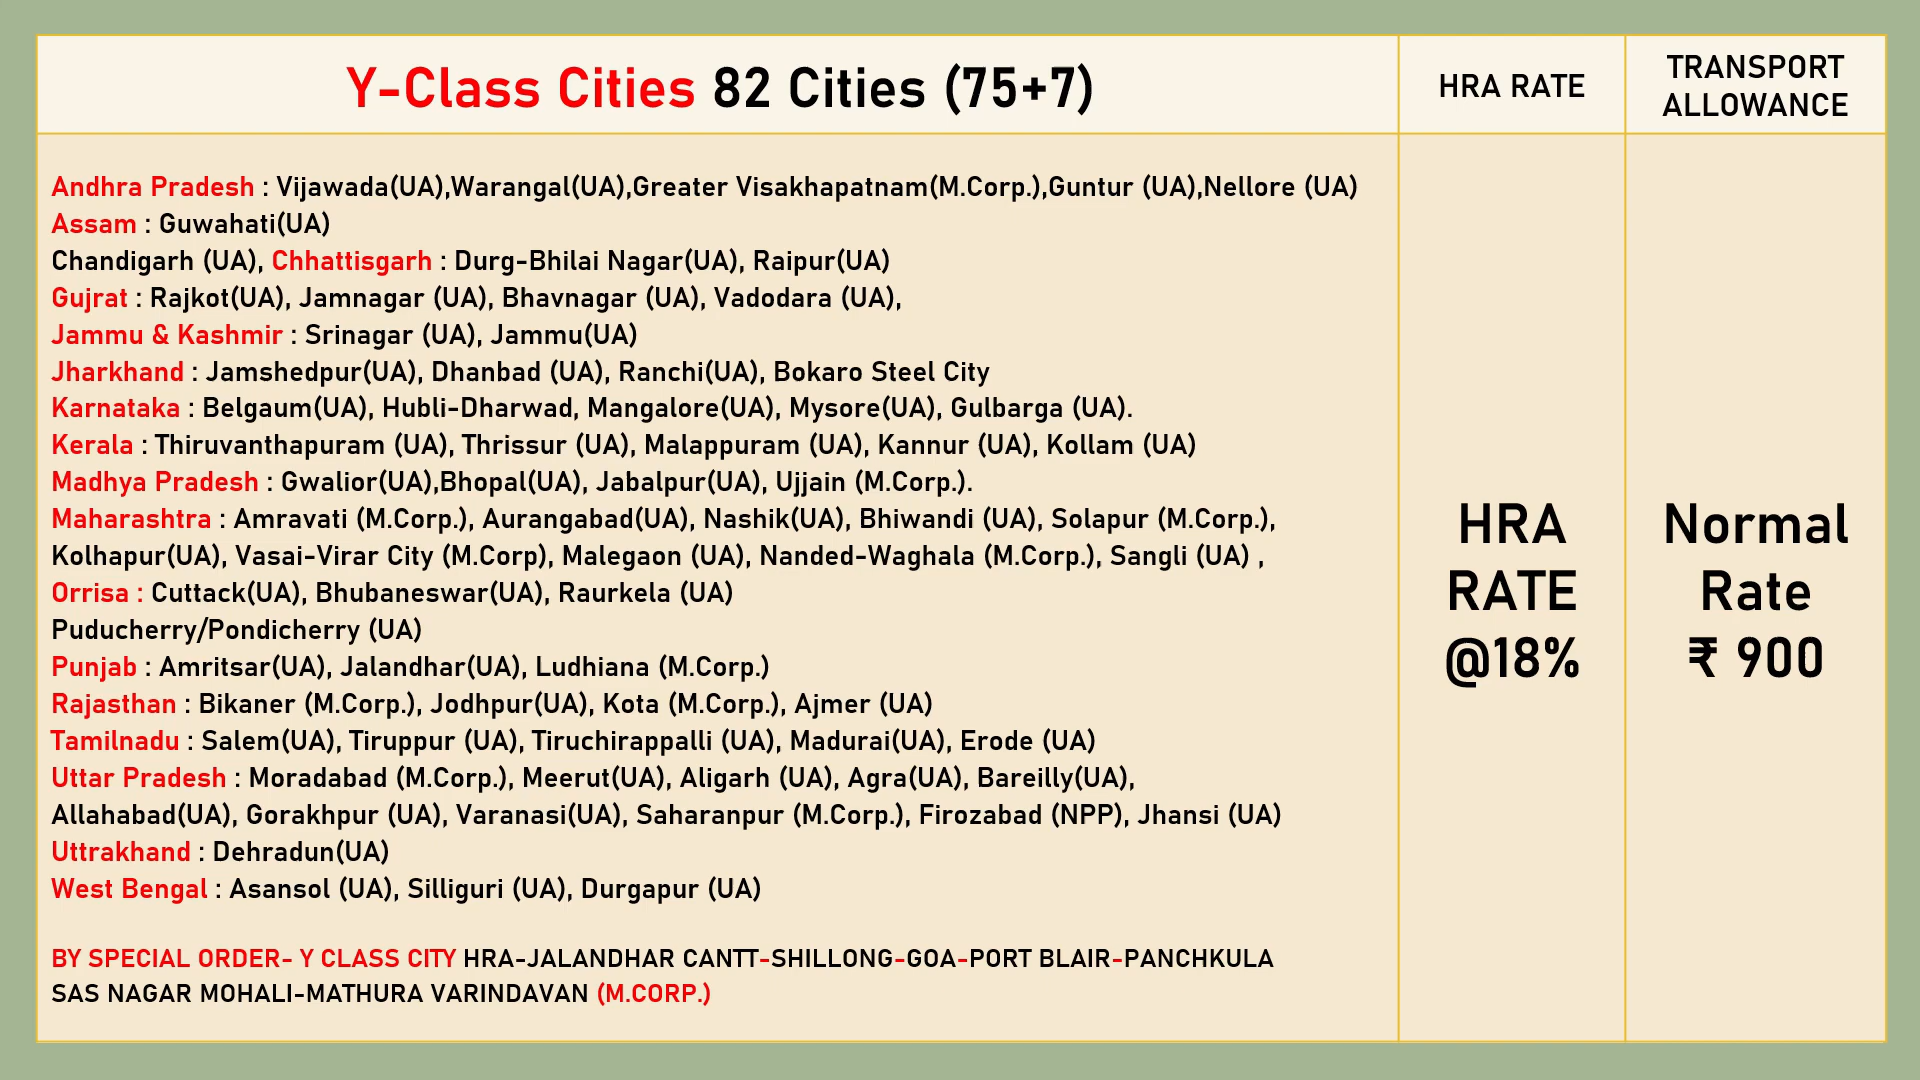 Y-Class Cities 82 Cities (75+7)
HRA RATE
TRANSPORT
ALLOWANCE
Andhra Pradesh : Vijawada(UA),Warangal(UA),Greater Visakhapatnam(M.Corp.),Guntur (UA),Nellore (UA)
Assam : Guwahati(UA)
Chandigarh (UA), Chhattisgarh : Durg-Bhilai Nagar(UA), Raipur(UA)
Gujrat : Rajkot(UA), Jamnagar (UA), Bhavnagar (UA), Vadodara (UA),
Jammu & Kashmir : Srinagar (UA), Jammu(UA)
Jharkhand : Jamshedpur(UA), Dhanbad (UA), Ranchi(UA), Bokaro Steel City
Karnataka : Belgaum(UA), Hubli-Dharwad, Mangalore(UA), Mysore(UA), Gulbarga (UA).
Kerala : Thiruvanthapuram (UA), Thrissur (UA), Malappuram (UA), Kannur (UA), Kollam (UA)
Madhya Pradesh : Gwalior(UA),Bhopal(UA), Jabalpur(UA), Ujjain (M.Corp.).
Maharashtra : Amravati (M.Corp.), Aurangabad(UA), Nashik(UA), Bhiwandi (UA), Solapur (M.Corp.),
Kolhapur(UA), Vasai-Virar City (M.Corp), Malegaon (UA), Nanded-Waghala (M.Corp.), Sangli (UA) ,
Orrisa : Cuttack(UA), Bhubaneswar(UA), Raurkela (UA)
Puducherry/Pondicherry (UA)
Punjab : Amritsar(UA), Jalandhar(UA), Ludhiana (M.Corp.)
Rajasthan : Bikaner (M.Corp.), Jodhpur(UA), Kota (M.Corp.), Ajmer (UA)
Tamilnadu : Salem(UA), Tiruppur (UA), Tiruchirappalli (UA), Madurai(UA), Erode (UA)
Uttar Pradesh : Moradabad (M.Corp.), Meerut(UA), Aligarh (UA), Agra(UA), Bareilly(UA),
Allahabad(UA), Gorakhpur (UA), Varanasi(UA), Saharanpur (M.Corp.), Firozabad (NPP), Jhansi (UA)
Uttrakhand : Dehradun(UA)
West Bengal : Asansol (UA), Silliguri (UA), Durgapur (UA)
BY SPECIAL ORDER- Y CLASS CITY HRA-JALANDHAR CANTT-SHILLONG-GOA-PORT BLAIR-PANCHKULA
SAS NAGAR MOHALI-MATHURA VARINDAVAN (M.CORP.)
HRA
RATE
@18%
Normal
Rate
₹ 900